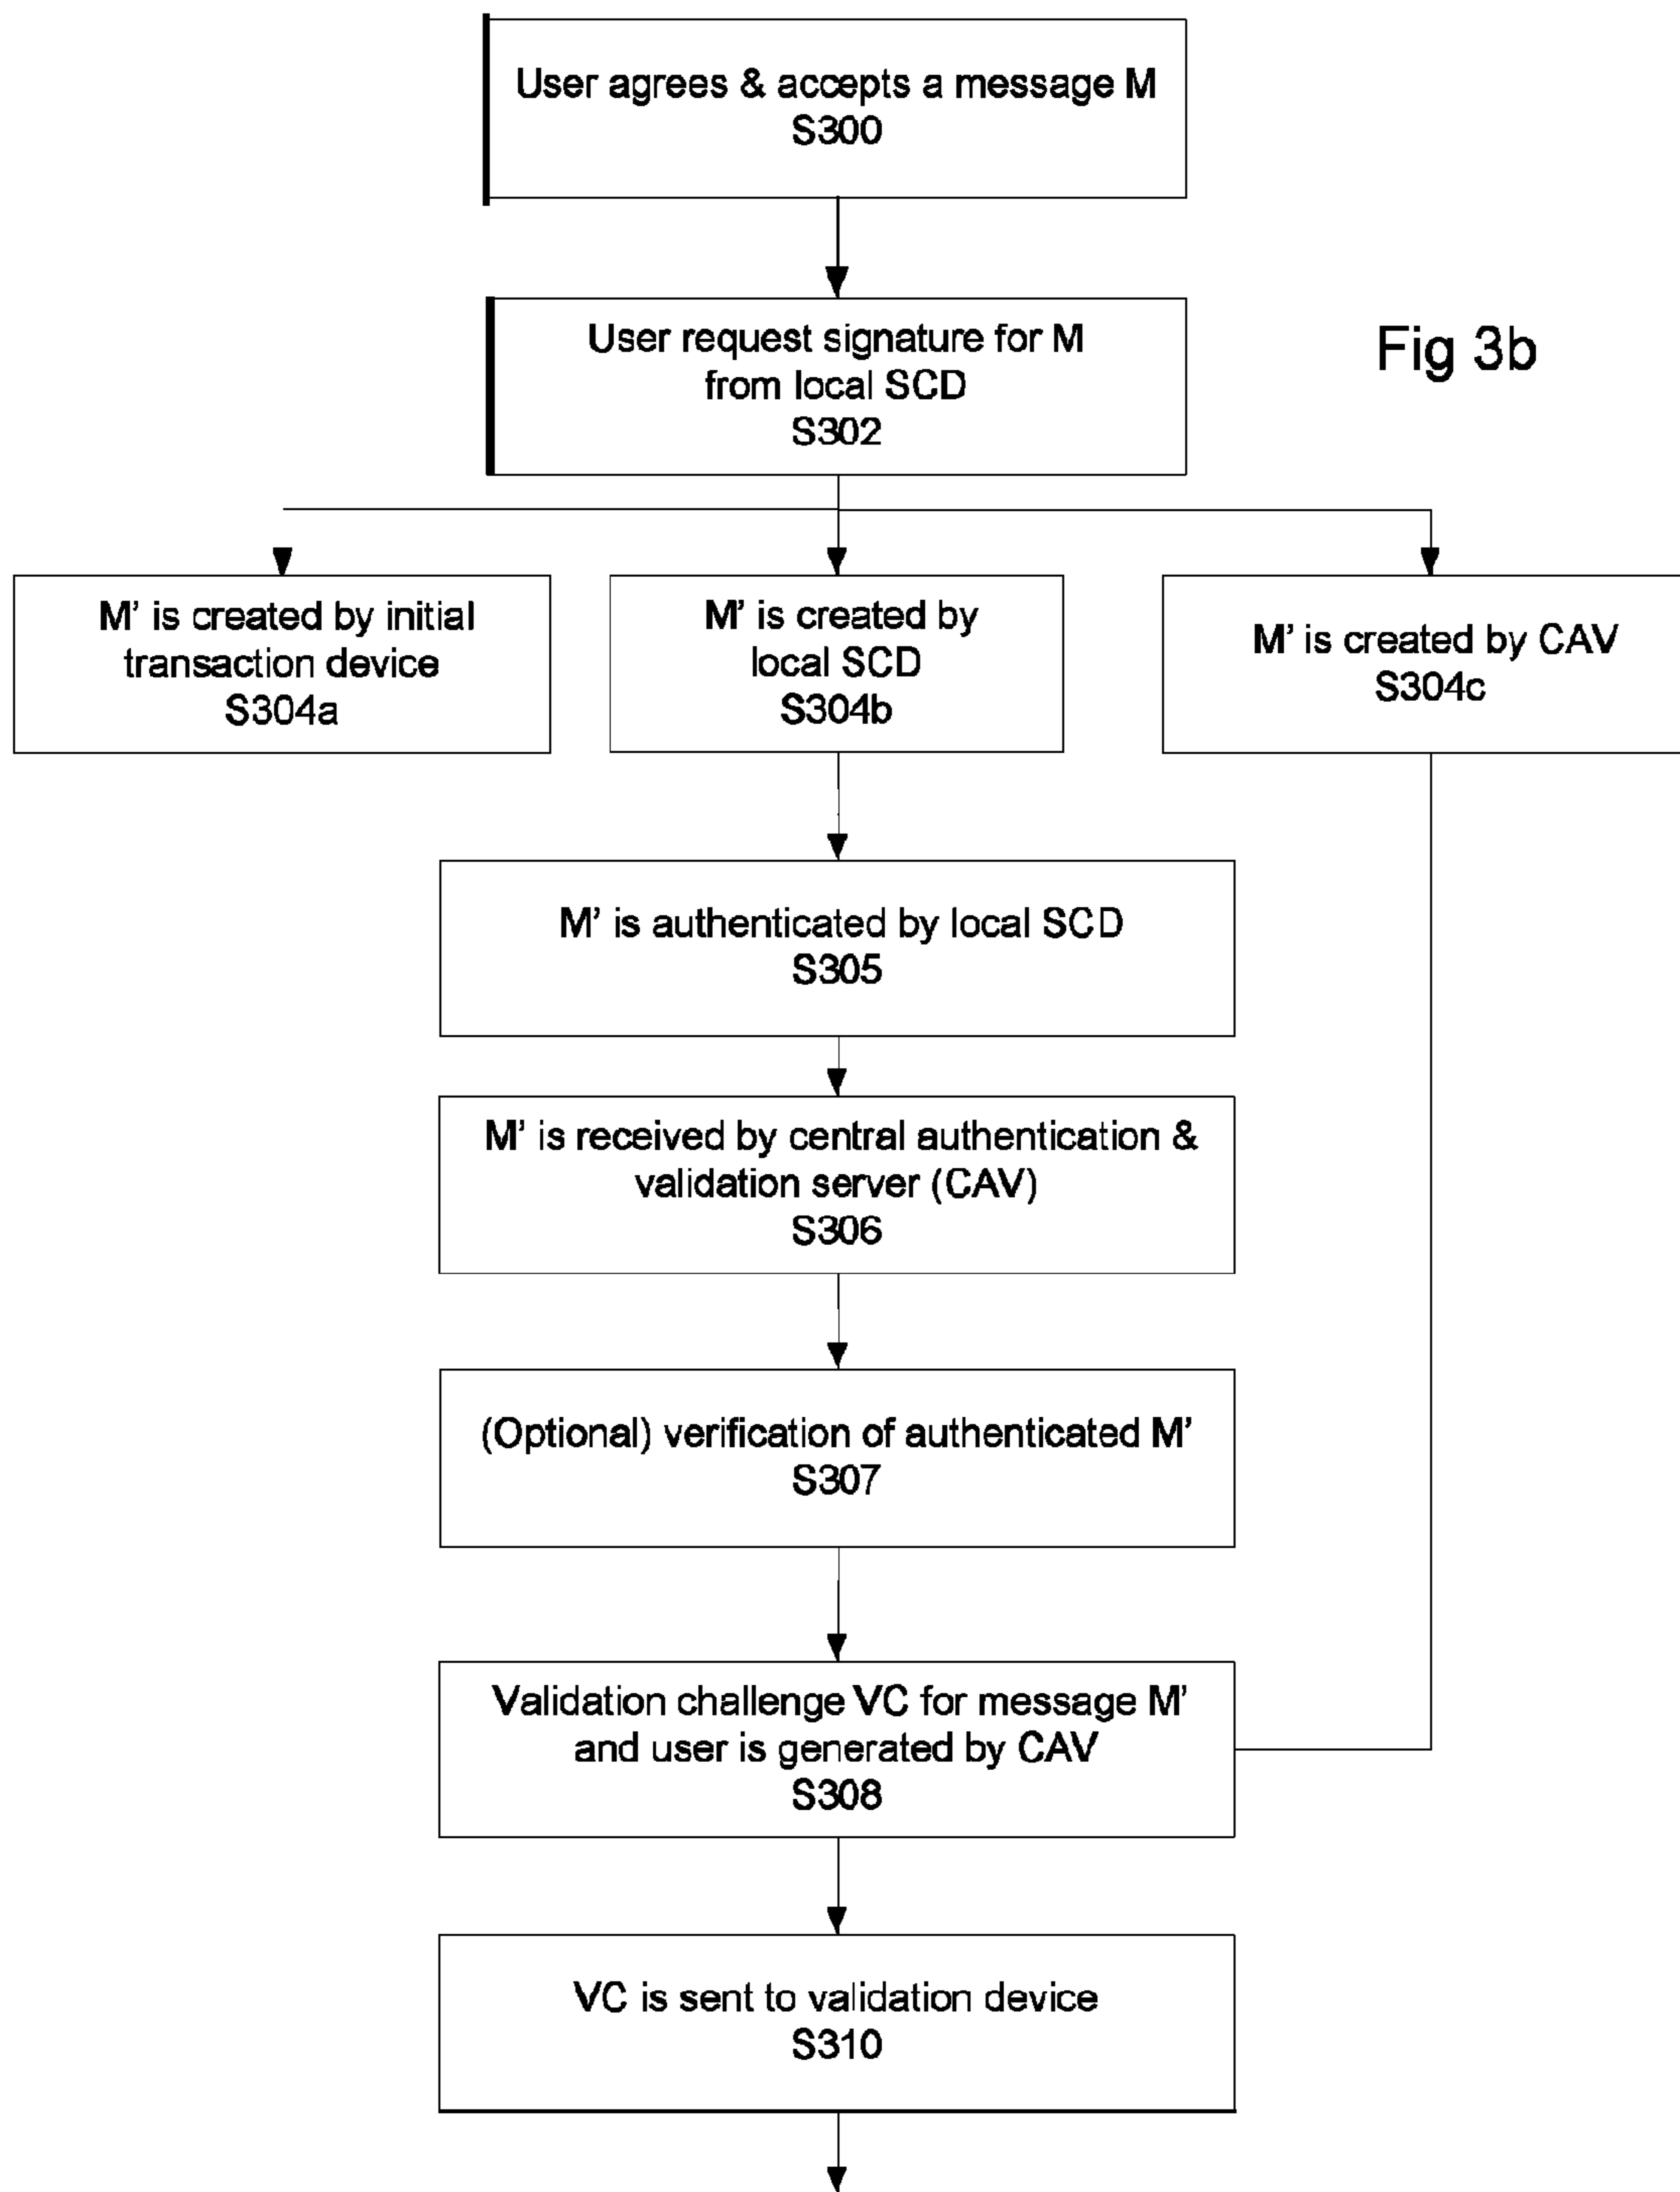 User agrees & accepts a message M
S300
User request signature for M
from local SCD
S302
Fig 3b
M' is created by initial
transaction device
S304a
M' is created by
local SCD
S304b
M' is created by CAV
S304c
M' is authenticated by local SCD
S305
M' is received by central authentication &
validation server (CAV)
S306
(Optional) verification of authenticated M'
S307
Validation challenge VC for message M'
and user is generated by CAV
S308
VC is sent to validation device
S310